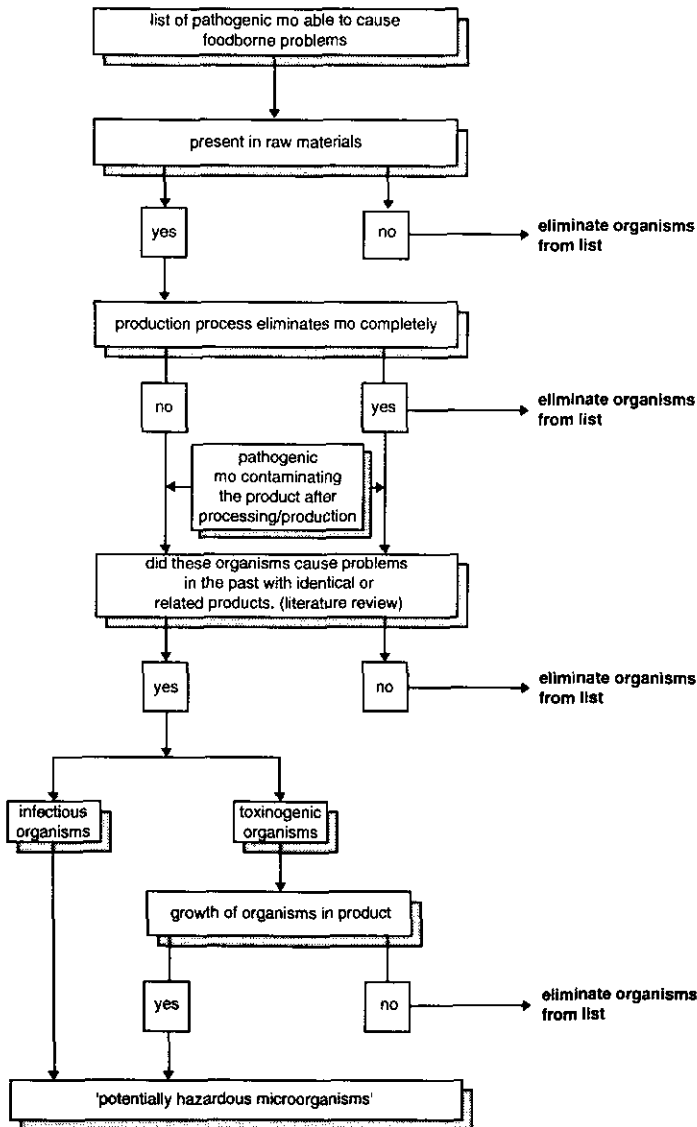 list of pathogenic mo able to cause
foodborne problems
present in raw materials
yes
no
eliminate organisms
from list
production process eliminates mo completely
no
yes
eliminate organisms
from list
pathogenic
mo contaminating
the product after
processing/production
did these organisms cause problems
in the past with identical or
related products. (literature review)
yes
no
eliminate organisms
from list
infectious
organisms
toxinogenic
organisms
growth of organisms in product
yes
no
eliminate organisms
from list
'potentially hazardous microorganisms'